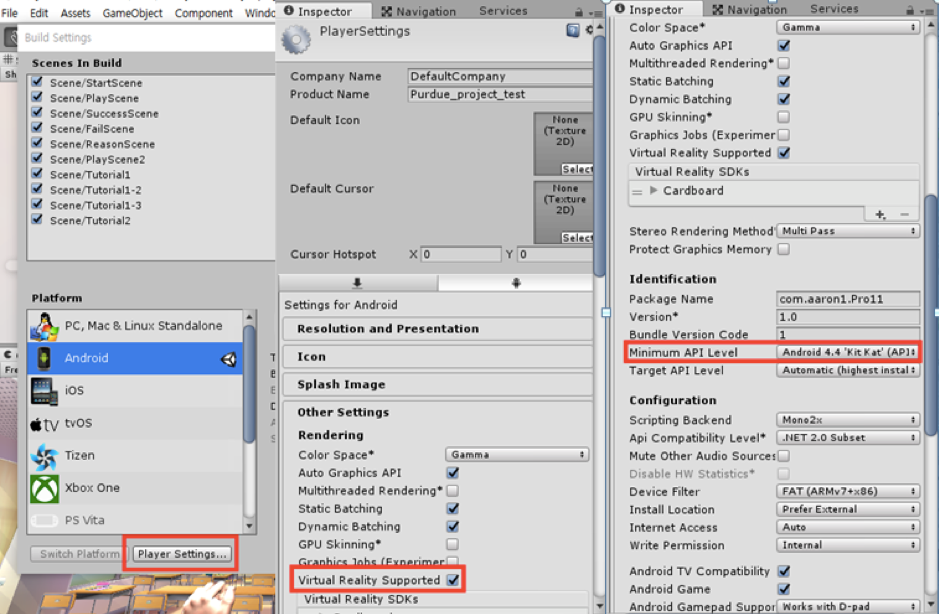 File Edit Assets GameObject Component
Build Settings
Scenes In Build
Scene/StartScene
Scene/PlayScene
Scene/SuccessScene
Scene/FailScene
Scene/ReasonScene
Scene/PlayScene2
Scene/Tutorial1
Scene/Tutorial1-2
Scene/Tutorial1-3
Scene/Tutorial2
Platform
PC, Mac & Linux Standalone
Android
iOS
tvOS
Tizen
Xbox One
PS Vita
Switch Platform
Player Settings...
Inspector Navigation Services
PlayerSettings
Company Name DefaultCompany
Product Name Purdue_project_test
Default Icon
None
(Texture
2D)
Select
Default Cursor
None
(Texture
2D)
Select
Cursor Hotspot X 0 Y 0
Settings for Android
Resolution and Presentation
Icon
Splash Image
Other Settings
Rendering
Color Space* Gamma
Auto Graphics API
Multithreaded Rendering*
Static Batching
Dynamic Batching
GPU Skinning*
Graphics Jobs (Experimer
Virtual Reality Supported
Virtual Reality SDKs
Inspector Navigation Services
Color Space* Gamma
Auto Graphics API
Multithreaded Rendering*
Static Batching
Dynamic Batching
GPU Skinning*
Graphics Jobs (Experimer
Virtual Reality Supported
Virtual Reality SDKs
Cardboard
Stereo Rendering Method* Multi Pass
Protect Graphics Memory
Identification
Package Name com.aaron1.Pro11
Version* 1.0
Bundle Version Code 1
Minimum API Level Android 4.4 'Kit Kat' (API
Target API Level Automatic (highest instal
Configuration
Scripting Backend Mono2x
Api Compatibility Level* .NET 2.0 Subset
Mute Other Audio Sources
Disable HW Statistics*
Device Filter FAT (ARMv7+x86)
Install Location Prefer External
Internet Access Auto
Write Permission Internal
Android TV Compatibility
Android Game
Android Gamepad Suppor Works with D-pad